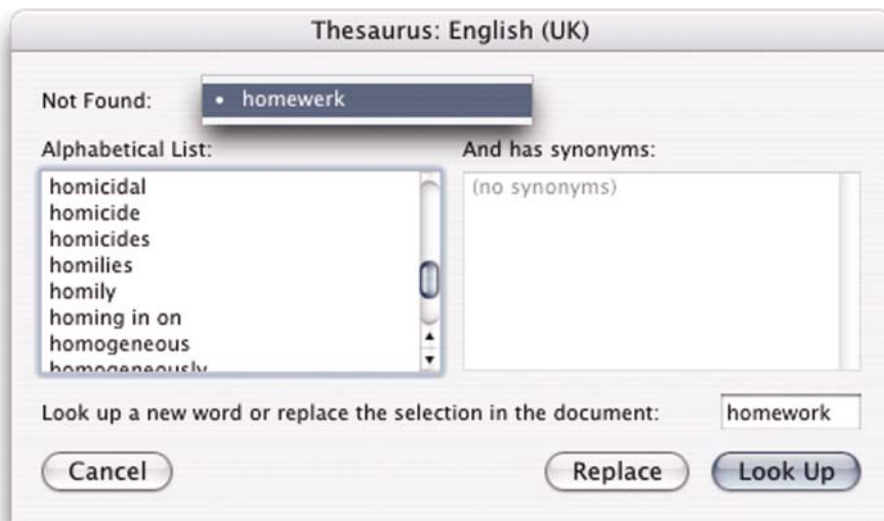 Thesaurus: English (UK)
Not Found:
• homewerk
Alphabetical List:
homicidal
homicide
homicides
homilies
homily
homing in on
homogeneous
homogeneously
And has synonyms:
(no synonyms)
Look up a new word or replace the selection in the document:
homework
Cancel
Replace
Look Up